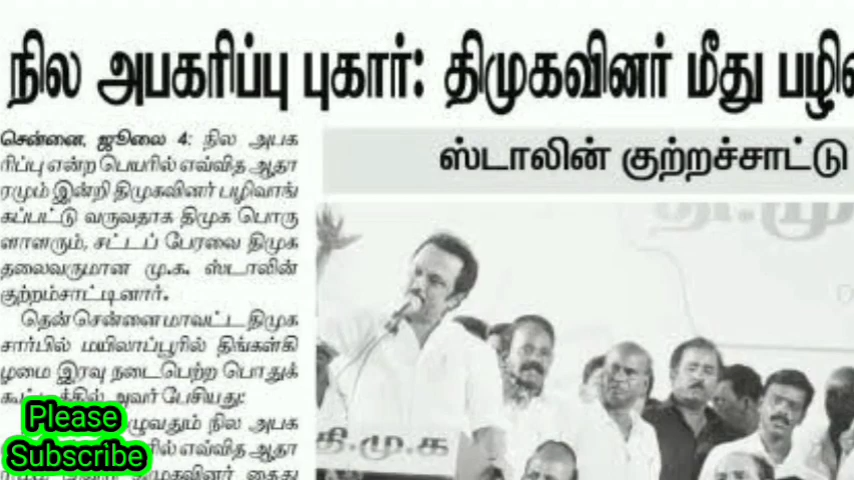 நில அபகரிப்பு புகார்: திமுகவினர் மீது
ஸ்டாலின் குற்றச்சாட்டு
சென்னை, ஜூலை 4: நில அபக
ரிப்பு என்ற பெயரில் எவ்வித ஆதா
ரமும் இன்றி திமுகவினர் பழிவாங்
கப்பட்டு வருவதாக திமுக பொரு
ளாளரும், சட்டப் பேரவை திமுக
தலைவருமான மு.க. ஸ்டாலின்
குற்றம்சாட்டினார்.
தென் சென்னை மாவட்ட திமுக
சார்பில் மயிலாப்பூரில் திங்கள்கி
ழமை இரவு நடைபெற்ற பொதுக்
அவர் பேசியது:
நில அபக
எவ்வித ஆதா
திமுகவினர் கைது
தி.மு.க
தி.மு
Please
Subscribe